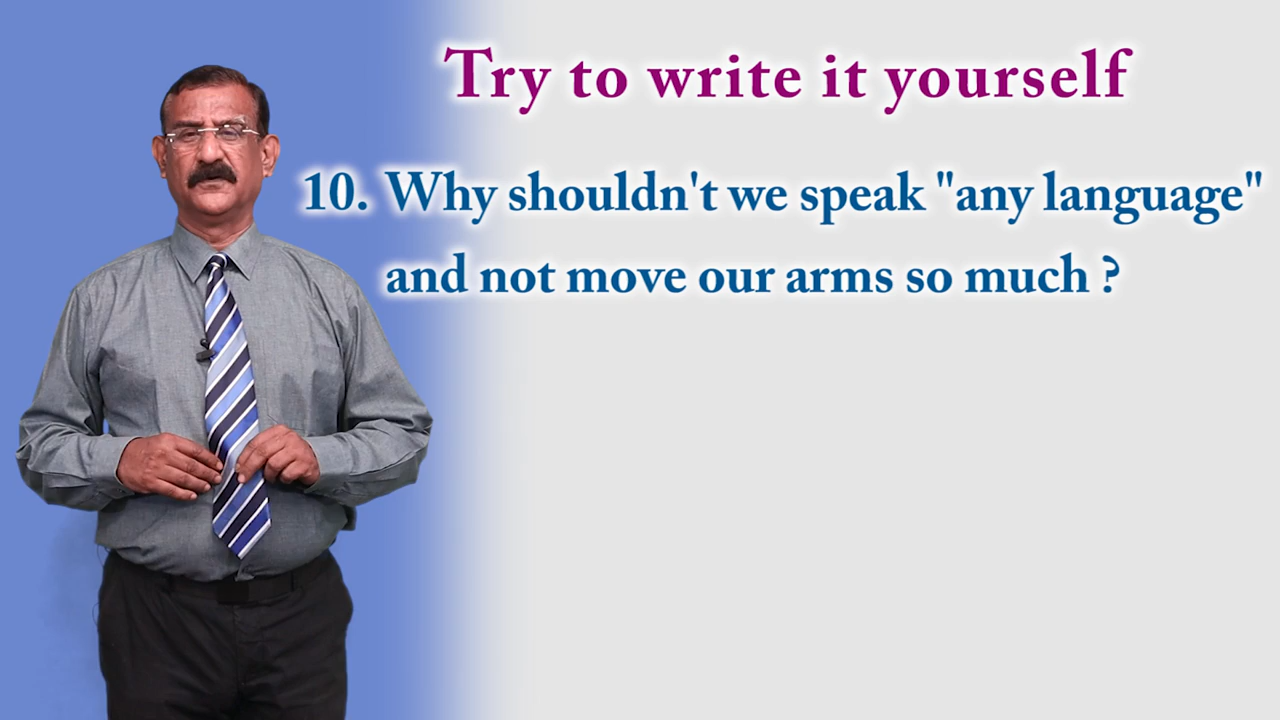 Try to write it yourself
10. Why shouldn't we speak "any language"
and not move our arms so much ?